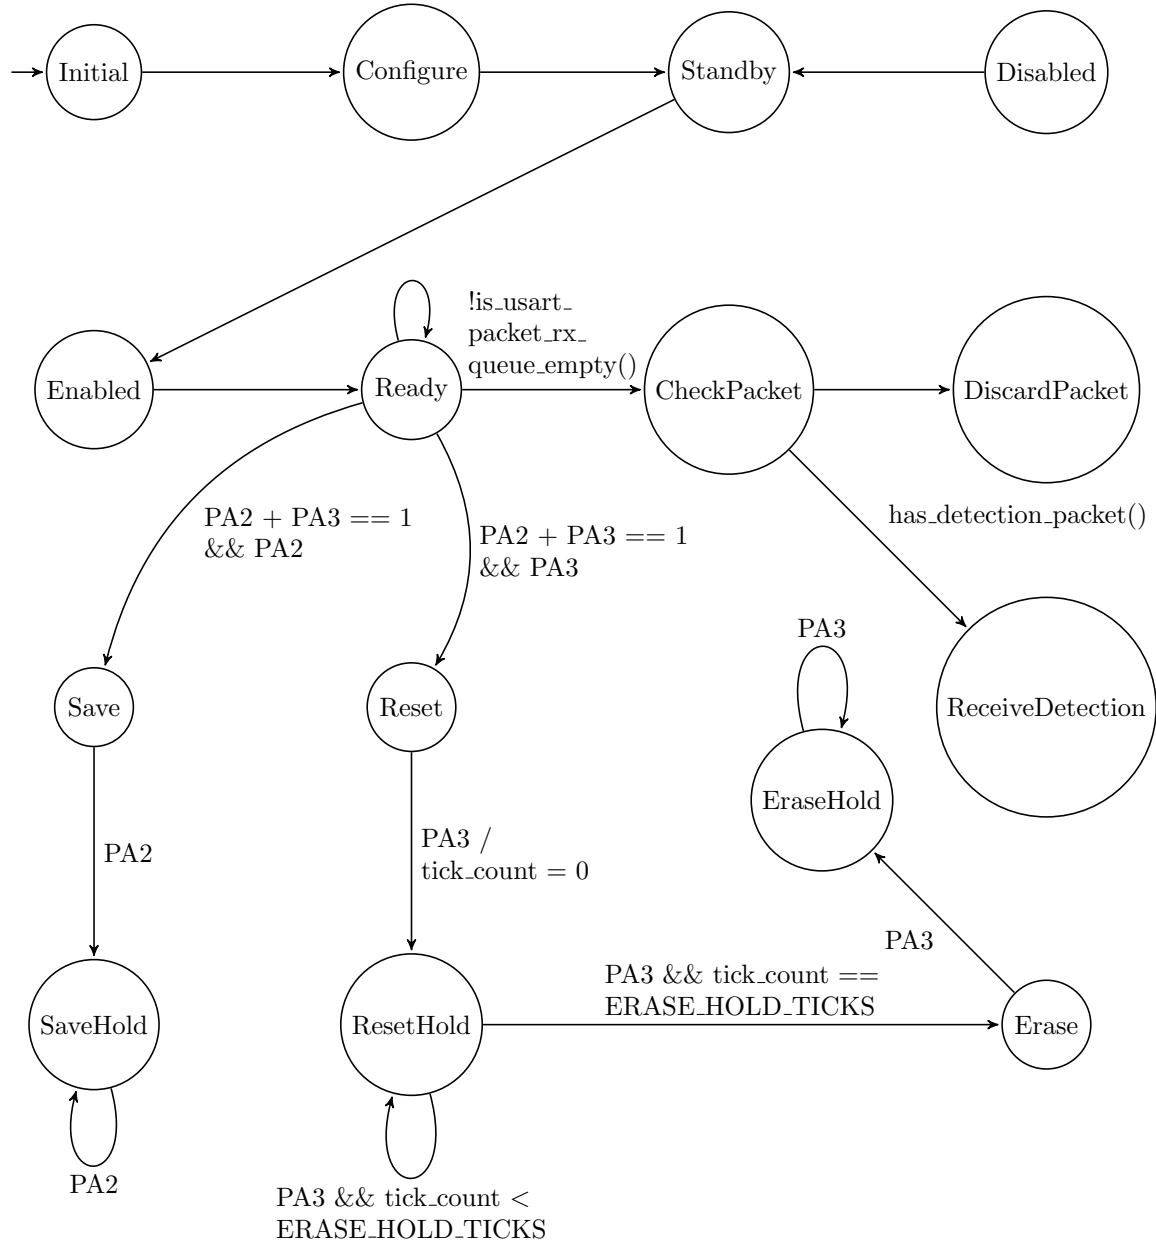 Initial
Configure
Standby
Disabled
!is_usart_
packet_rx_
queue_empty()
Enabled
Ready
CheckPacket
DiscardPacket
PA2 + PA3 == 1
&& PA2
PA2 + PA3 == 1
&& PA3
has_detection_packet()
PA3
Save
Reset
ReceiveDetection
EraseHold
PA2
PA3 /
tick_count = 0
PA3
PA3 && tick_count ==
ERASE_HOLD_TICKS
SaveHold
ResetHold
Erase
PA2
PA3 && tick_count <
ERASE_HOLD_TICKS